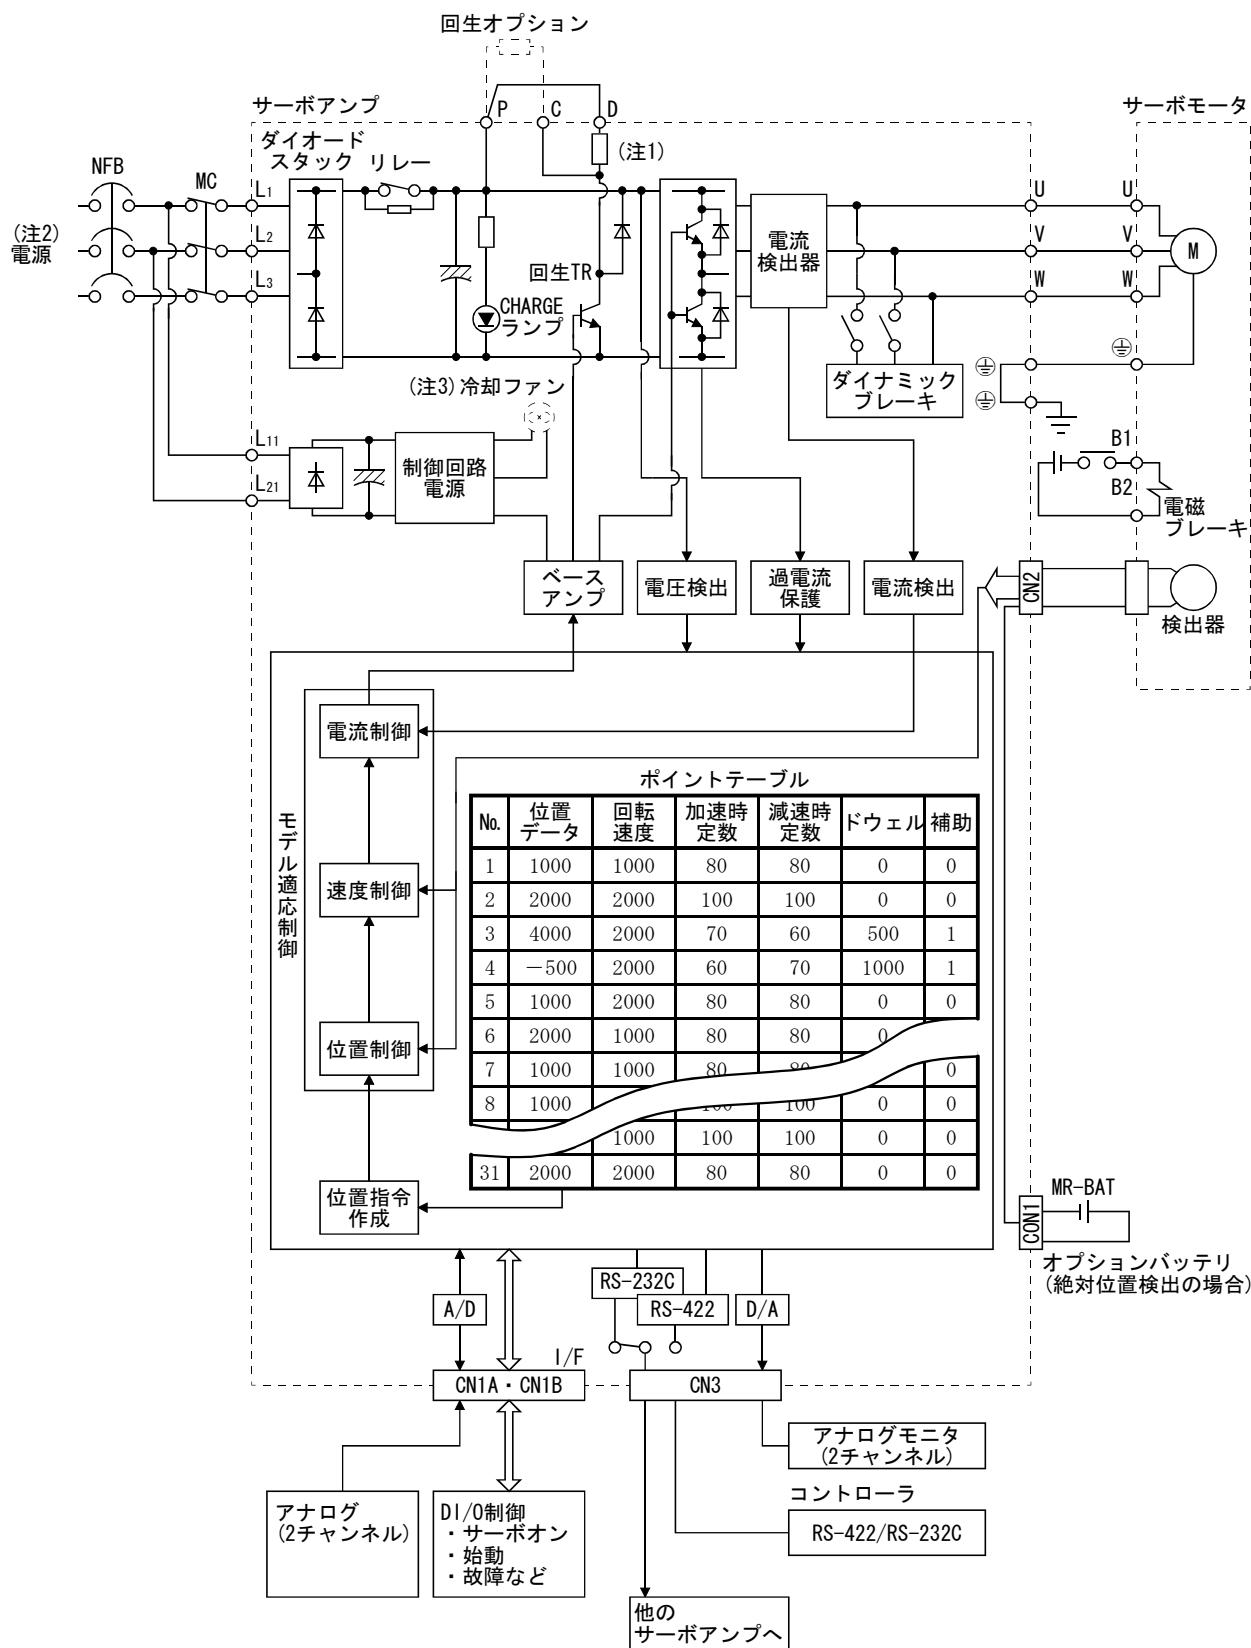 回生オプション
サーボアンプ
P
C
D
サーボモータ
ダイオード
スタック
リレー
(注1)
NFB
MC
L1
L2
L3
(注2)
電源
U
V
W
U
V
W
電流
検出器
M
回生TR
CHARGE
ランプ
ダイナミック
ブレーキ
(注3)冷却ファン
L11
L21
制御回路
電源
B1
B2
電磁
ブレーキ
ベース
アンプ
電圧検出
過電流
保護
電流検出
CN2
検出器
モデル適応制御
電流制御
速度制御
位置制御
位置指令
作成
ポイントテーブル
No. 位置データ 回転速度 加速時定数 減速時定数 ドウェル 補助
1 1000 1000 80 80 0 0
2 2000 2000 100 100 0 0
3 4000 2000 70 60 500 1
4 −500 2000 60 70 1000 1
5 1000 2000 80 80 0 0
6 2000 1000 80 80 0
7 1000 1000 80 80 0
8 1000 100 100 0 0
1000 100 100 0 0
31 2000 2000 80 80 0 0
MR-BAT
CON1
オプションバッテリ
(絶対位置検出の場合)
RS-232C
A/D
RS-422
D/A
I/F
CN1A・CN1B
CN3
アナログモニタ
(2チャンネル)
コントローラ
RS-422/RS-232C
アナログ
(2チャンネル)
DI/O制御
・サーボオン
・始動
・故障など
他の
サーボアンプへ